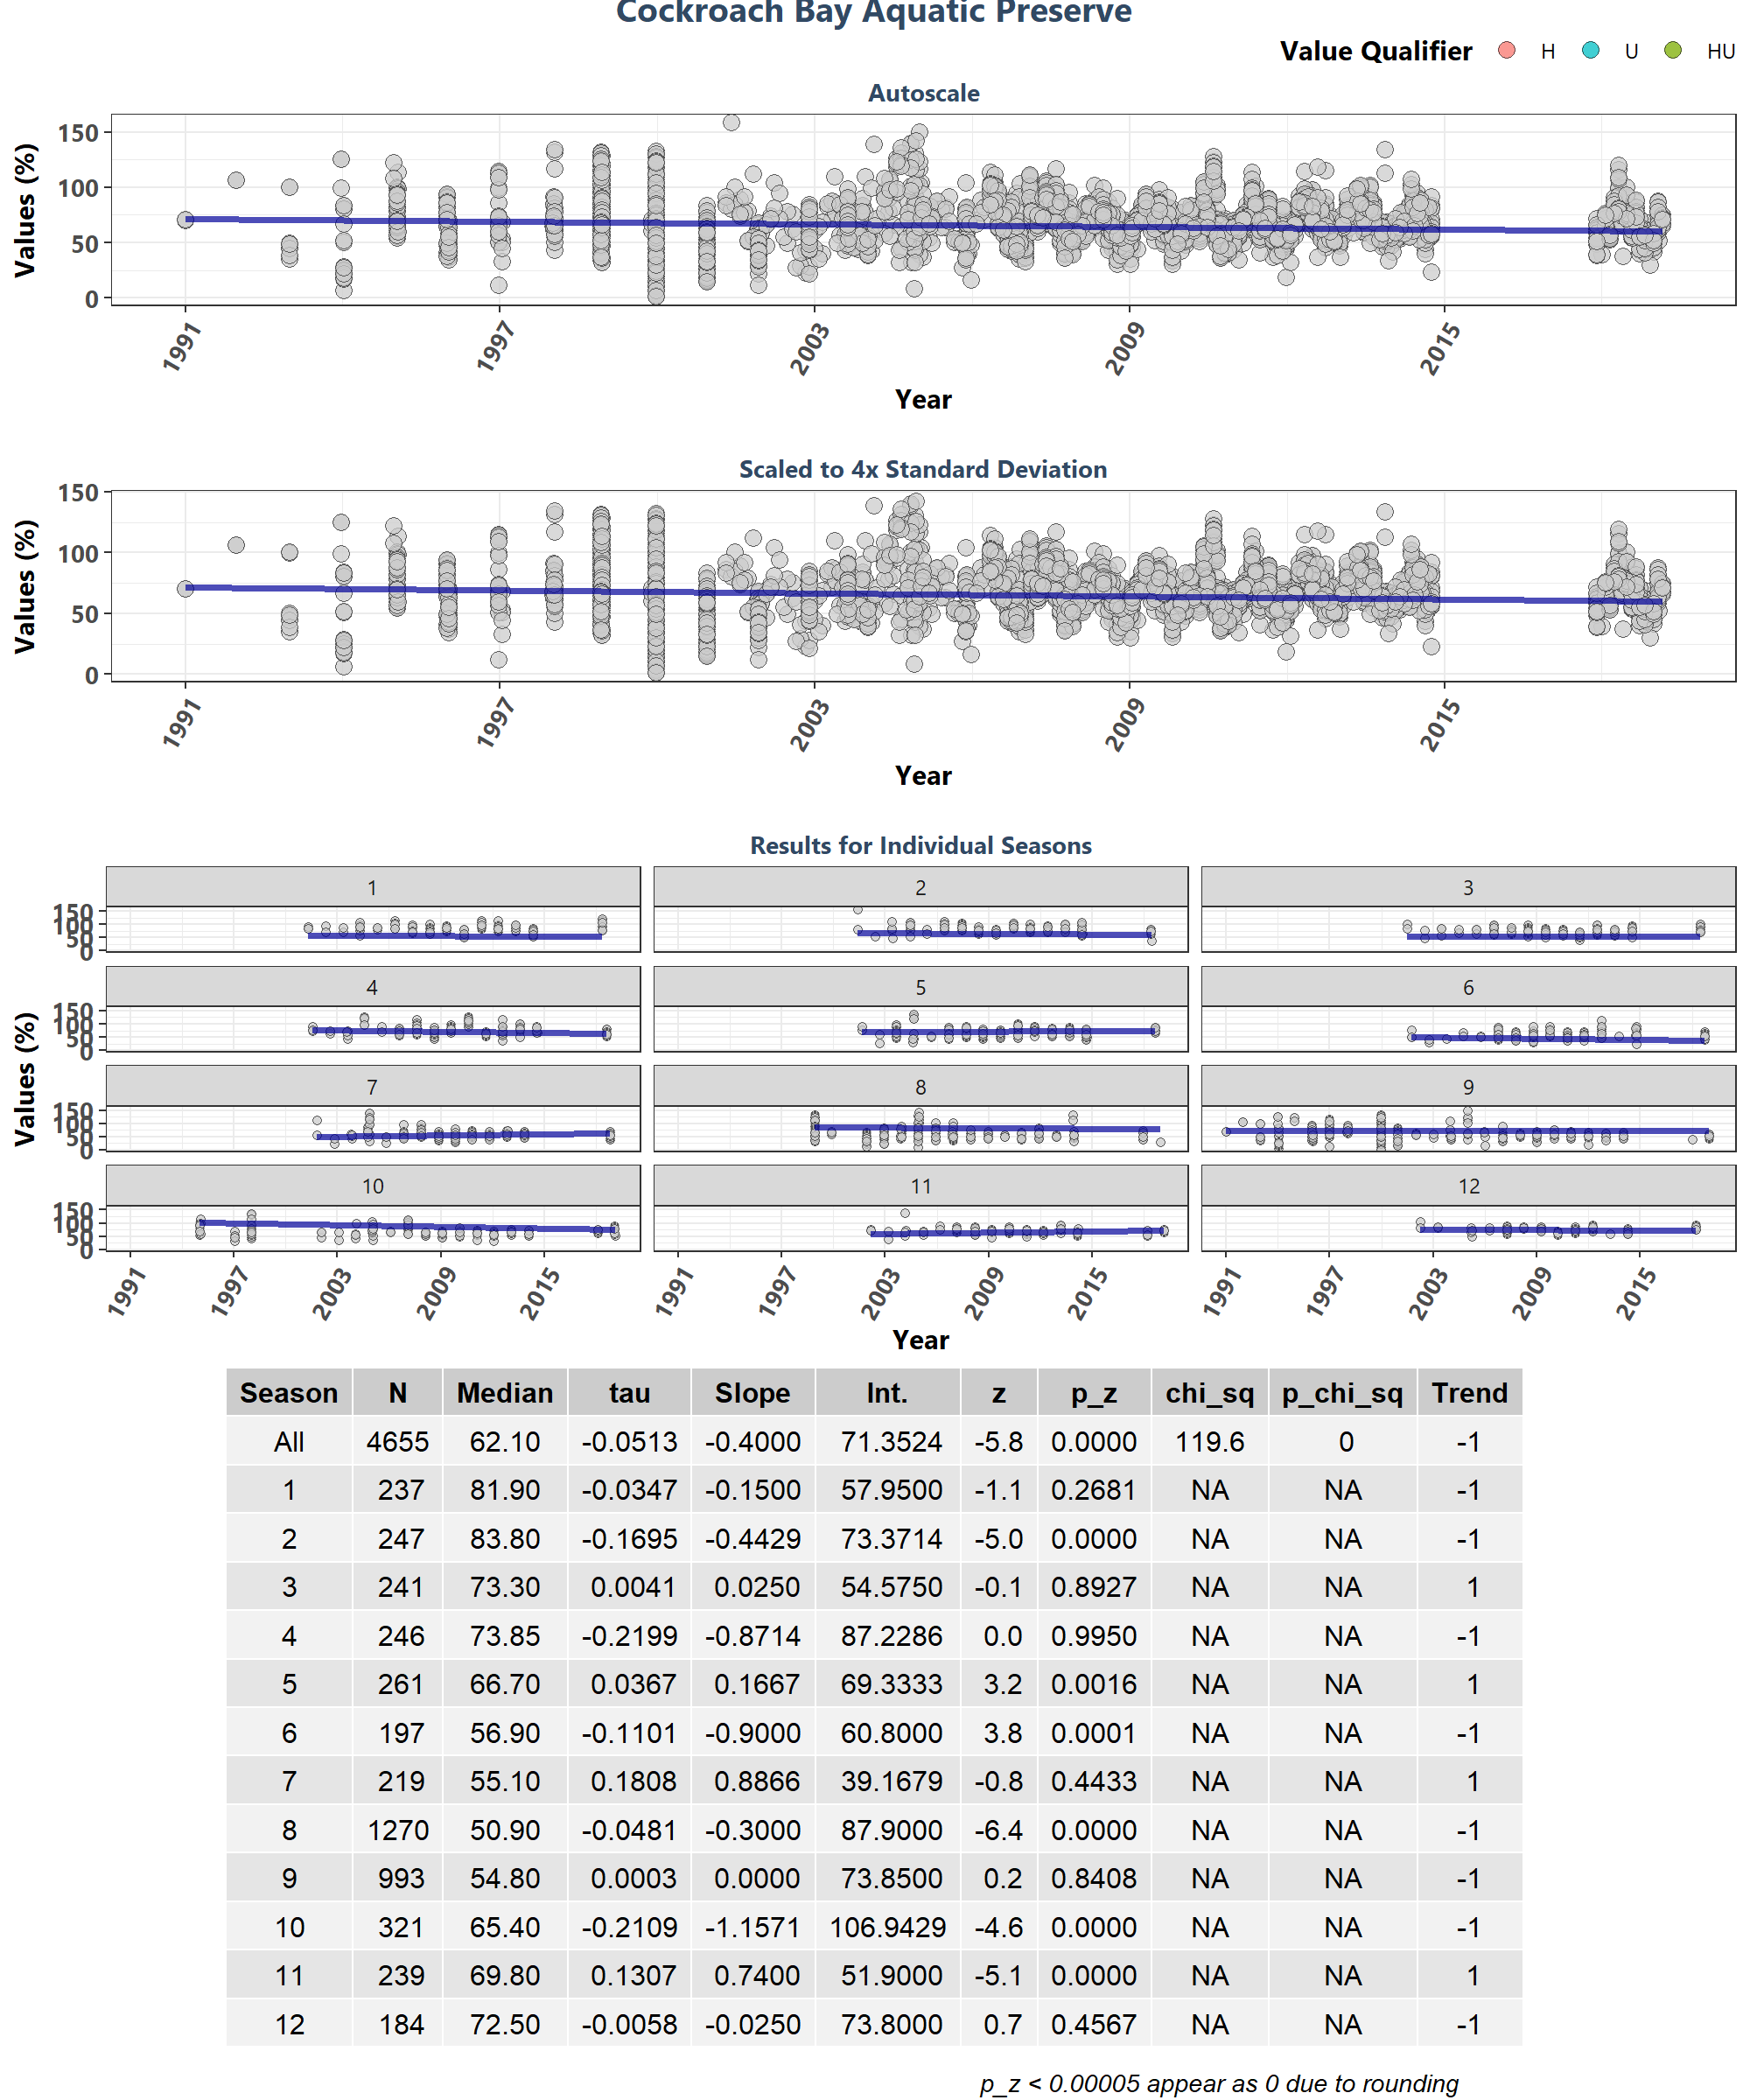 Cockroach Bay Aquatic Preserve
Value Qualifier H U HU
Autoscale
Values (%)
150
100
50
0
1991 1997 2003 2009 2015
Year
Scaled to 4x Standard Deviation
Values (%)
150
100
50
0
1991 1997 2003 2009 2015
Year
Results for Individual Seasons
Values (%)
1 2 3
150
100
50
0
4 5 6
150
100
50
0
7 8 9
150
100
50
0
10 11 12
150
100
50
0
1991 1997 2003 2009 2015 1991 1997 2003 2009 2015 1991 1997 2003 2009 2015
Year
Season N Median tau Slope Int. z p_z chi_sq p_chi_sq Trend
All 4655 62.10 -0.0513 -0.4000 71.3524 -5.8 0.0000 119.6 0 -1
1 237 81.90 -0.0347 -0.1500 57.9500 -1.1 0.2681 NA NA -1
2 247 83.80 -0.1695 -0.4429 73.3714 -5.0 0.0000 NA NA -1
3 241 73.30 0.0041 0.0250 54.5750 -0.1 0.8927 NA NA 1
4 246 73.85 -0.2199 -0.8714 87.2286 0.0 0.9950 NA NA -1
5 261 66.70 0.0367 0.1667 69.3333 3.2 0.0016 NA NA 1
6 197 56.90 -0.1101 -0.9000 60.8000 3.8 0.0001 NA NA -1
7 219 55.10 0.1808 0.8866 39.1679 -0.8 0.4433 NA NA 1
8 1270 50.90 -0.0481 -0.3000 87.9000 -6.4 0.0000 NA NA -1
9 993 54.80 0.0003 0.0000 73.8500 0.2 0.8408 NA NA -1
10 321 65.40 -0.2109 -1.1571 106.9429 -4.6 0.0000 NA NA -1
11 239 69.80 0.1307 0.7400 51.9000 -5.1 0.0000 NA NA 1
12 184 72.50 -0.0058 -0.0250 73.8000 0.7 0.4567 NA NA -1
p_z < 0.00005 appear as 0 due to rounding